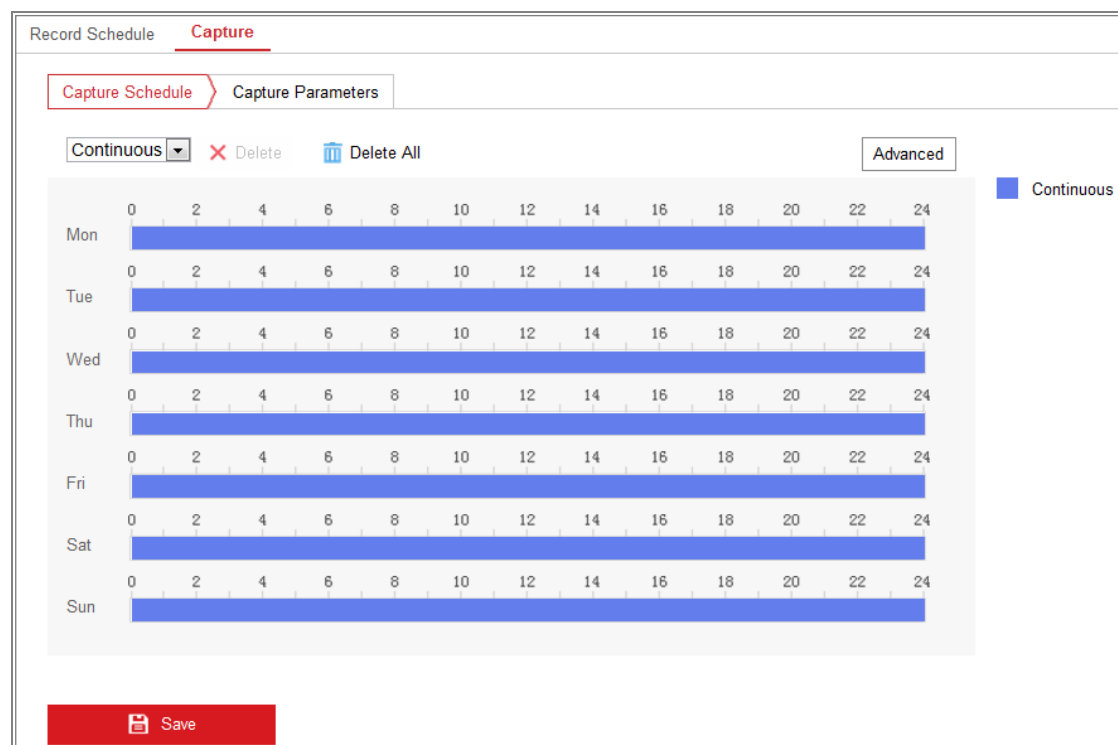 Record Schedule Capture
Capture Schedule Capture Parameters
Continuous Delete Delete All Advanced
Continuous
0 2 4 6 8 10 12 14 16 18 20 22 24
Mon
0 2 4 6 8 10 12 14 16 18 20 22 24
Tue
0 2 4 6 8 10 12 14 16 18 20 22 24
Wed
0 2 4 6 8 10 12 14 16 18 20 22 24
Thu
0 2 4 6 8 10 12 14 16 18 20 22 24
Fri
0 2 4 6 8 10 12 14 16 18 20 22 24
Sat
0 2 4 6 8 10 12 14 16 18 20 22 24
Sun
Save